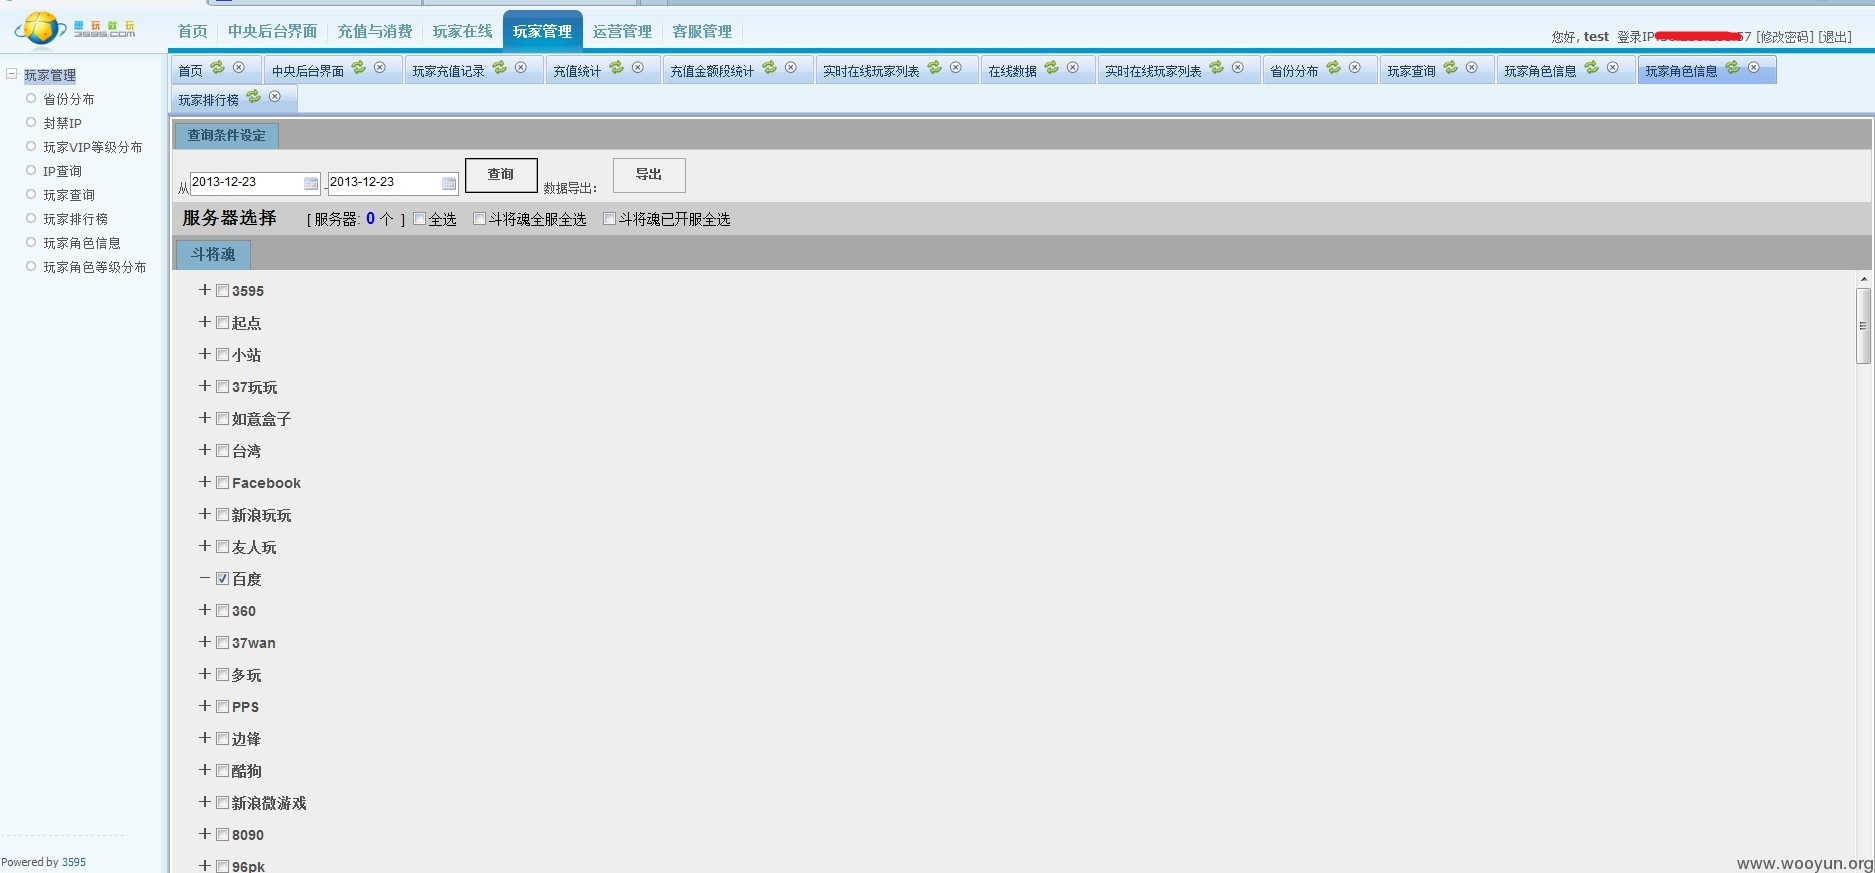 想玩就玩
3595.com
首页 中央后台界面 充值与消费 玩家在线 玩家管理 运营管理 客服管理
您好, test 登录IP 57 [修改密码] [退出]
首页 中央后台界面 玩家充值记录 充值统计 充值金额段统计 实时在线玩家列表 在线数据 实时在线玩家列表 省份分布 玩家查询 玩家角色信息 玩家角色信息
玩家排行榜
玩家管理
省份分布
封禁IP
玩家VIP等级分布
IP查询
玩家查询
玩家排行榜
玩家角色信息
玩家角色等级分布
查询条件设定
从 2013-12-23 - 2013-12-23 查询 数据导出: 导出
服务器选择 [ 服务器: 0 个 ] 全选 斗将魂全服全选 斗将魂已开服全选
斗将魂
3595
起点
小站
37玩玩
如意盒子
台湾
Facebook
新浪玩玩
友人玩
百度
360
37wan
多玩
PPS
边锋
酷狗
新浪微游戏
8090
96pk
Powered by 3595
www.wooyun.org